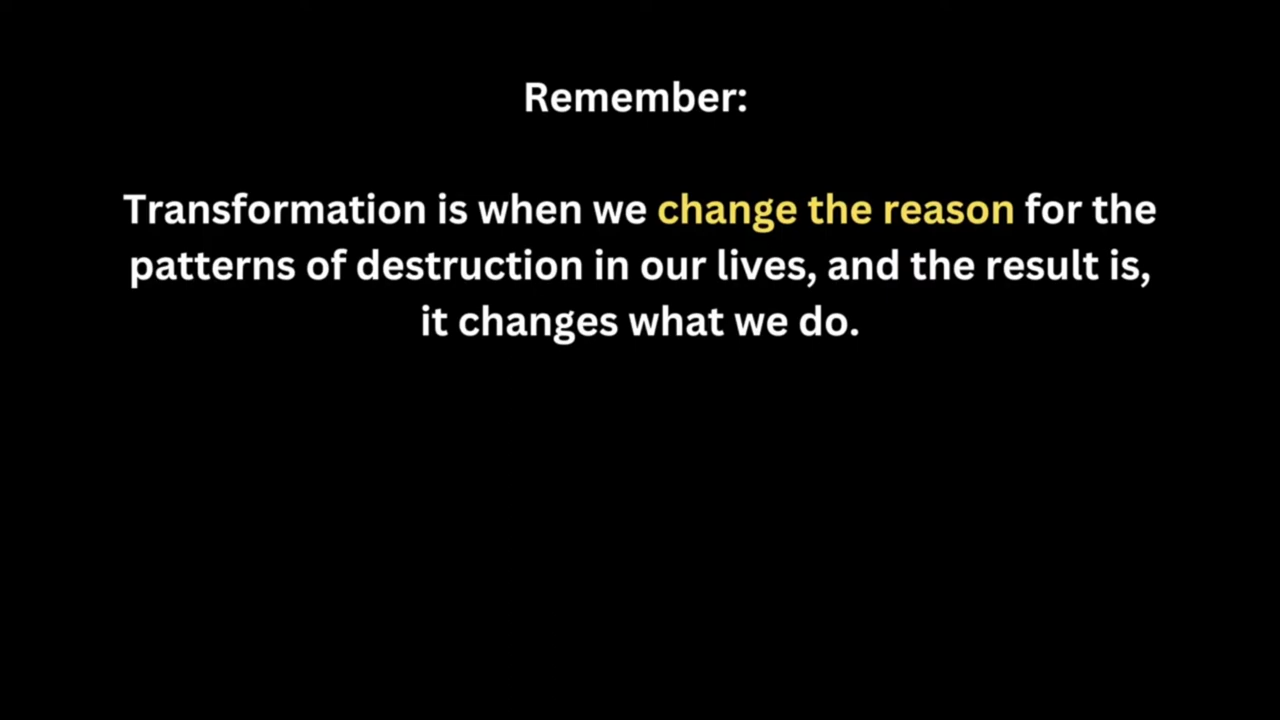 Remember:
Transformation is when we change the reason for the
patterns of destruction in our lives, and the result is,
it changes what we do.